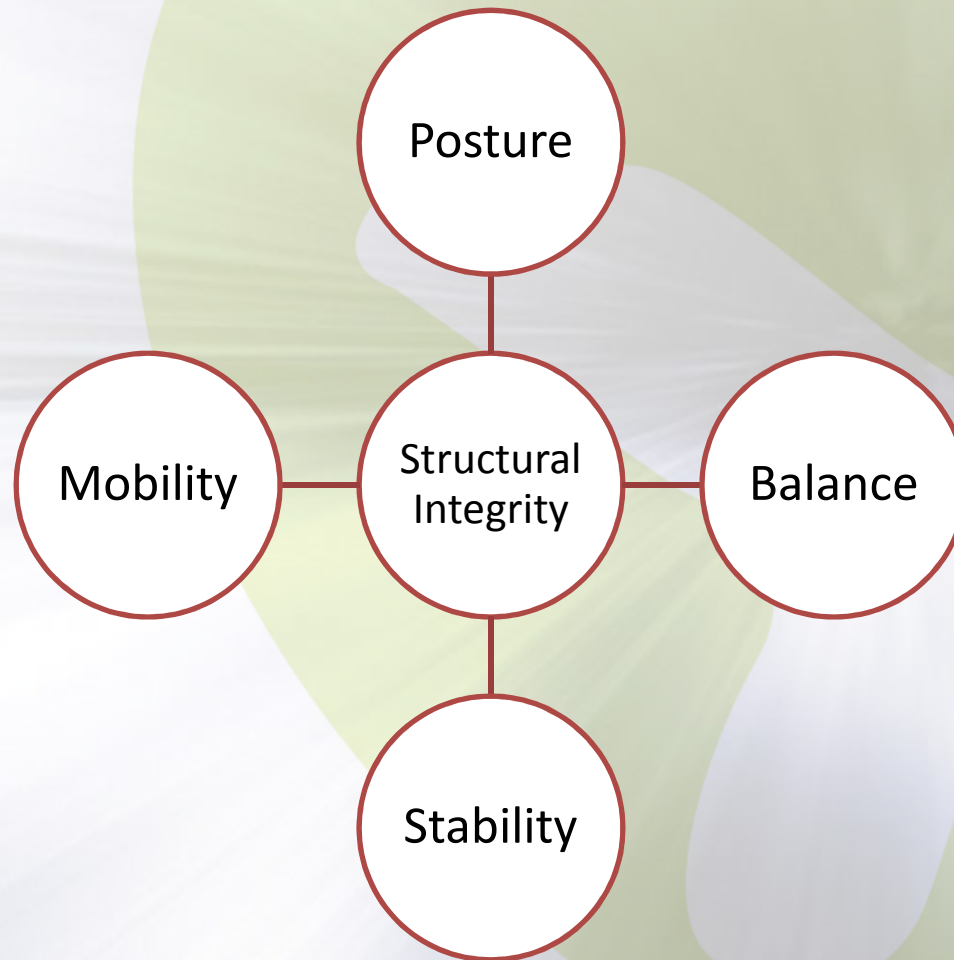 Posture
Mobility
Structural
Integrity
Balance
Stability